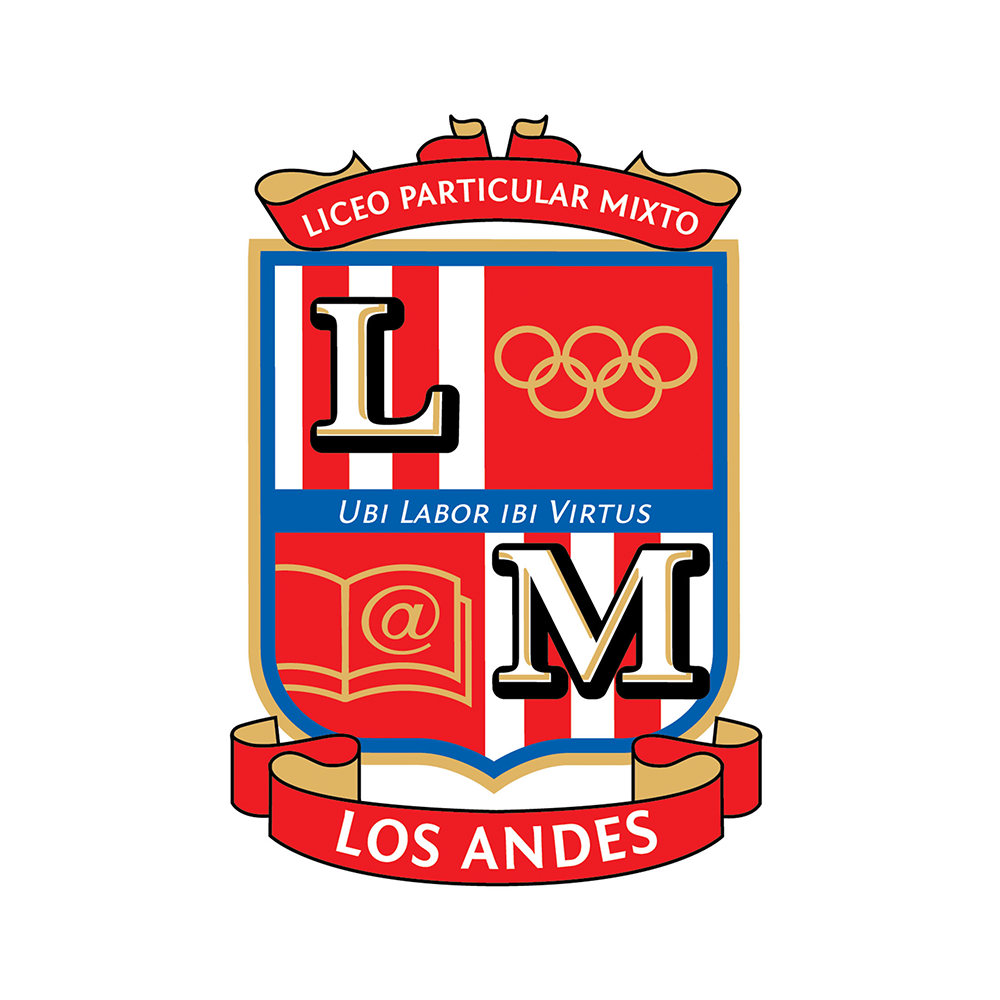 LICEO PARTICULAR MIXTO
L
UBI LABOR IBI VIRTUS
@
M
LOS ANDES